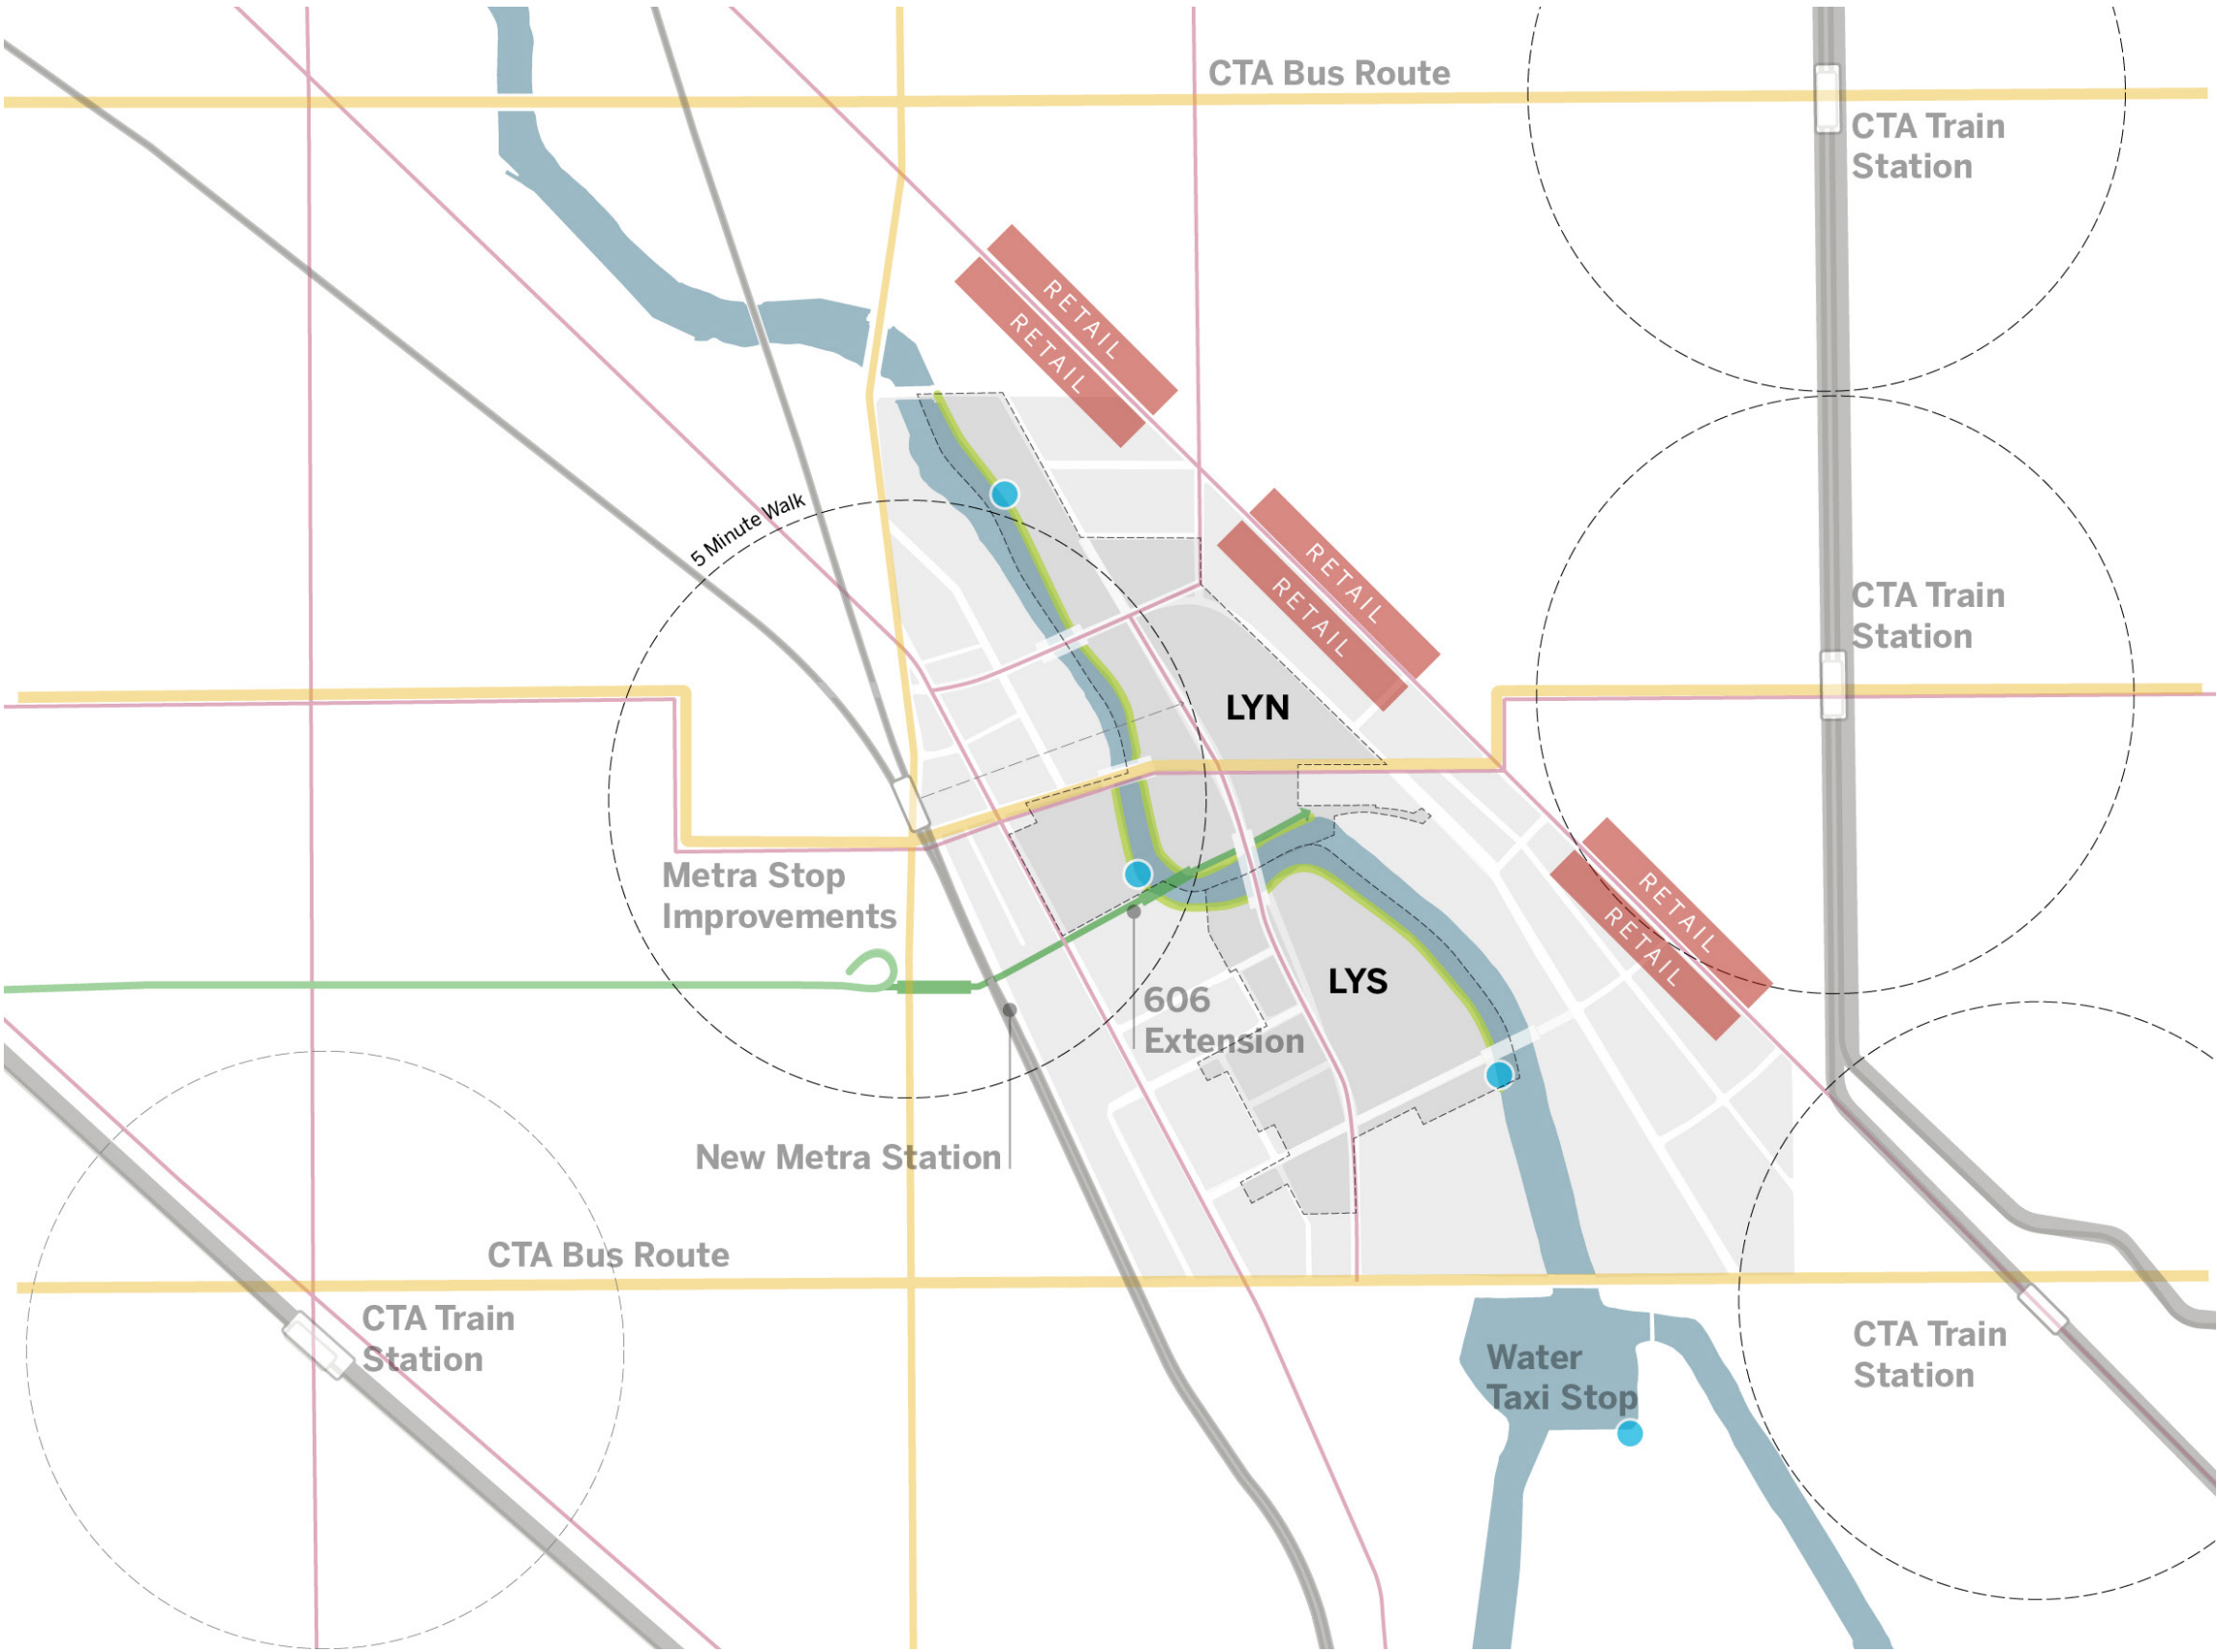 CTA Bus Route
CTA Train
Station
RETAIL
RETAIL
5 Minute Walk
RETAIL
RETAIL
CTA Train
Station
LYN
Metra Stop
Improvements
RETAIL
RETAIL
LYS
606
Extension
New Metra Station
CTA Bus Route
CTA Train
Station
Water
Taxi Stop
CTA Train
Station